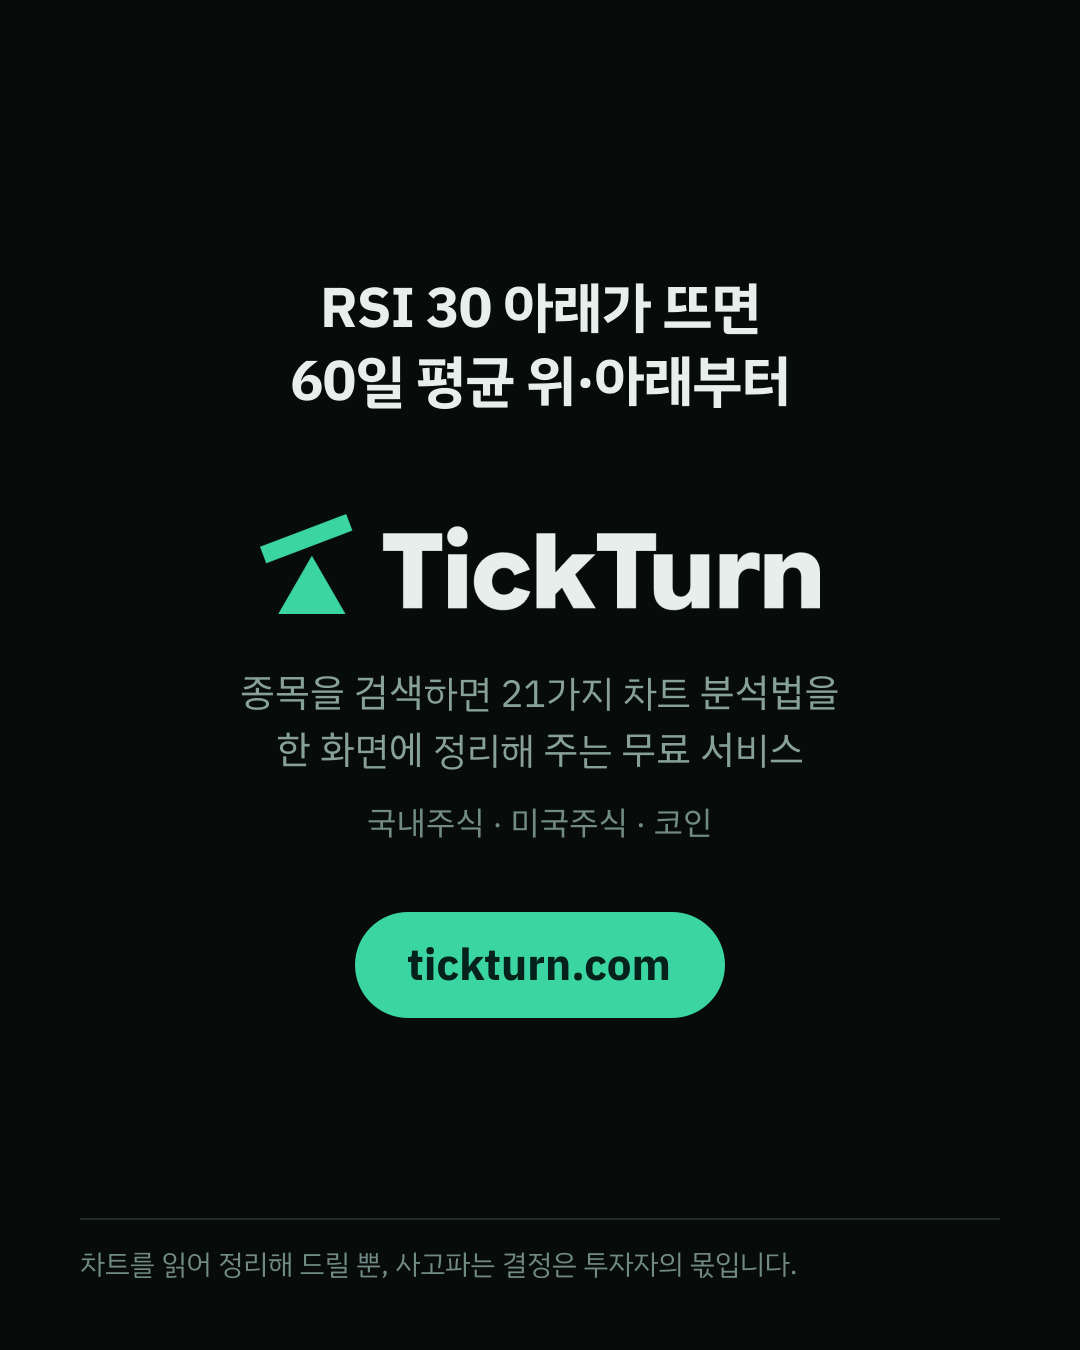 RSI 30 아래가 뜨면
60일 평균 위·아래부터
TickTurn
종목을 검색하면 21가지 차트 분석법을
한 화면에 정리해 주는 무료 서비스
국내주식 · 미국주식 · 코인
tickturn.com
차트를 읽어 정리해 드릴 뿐, 사고파는 결정은 투자자의 몫입니다.